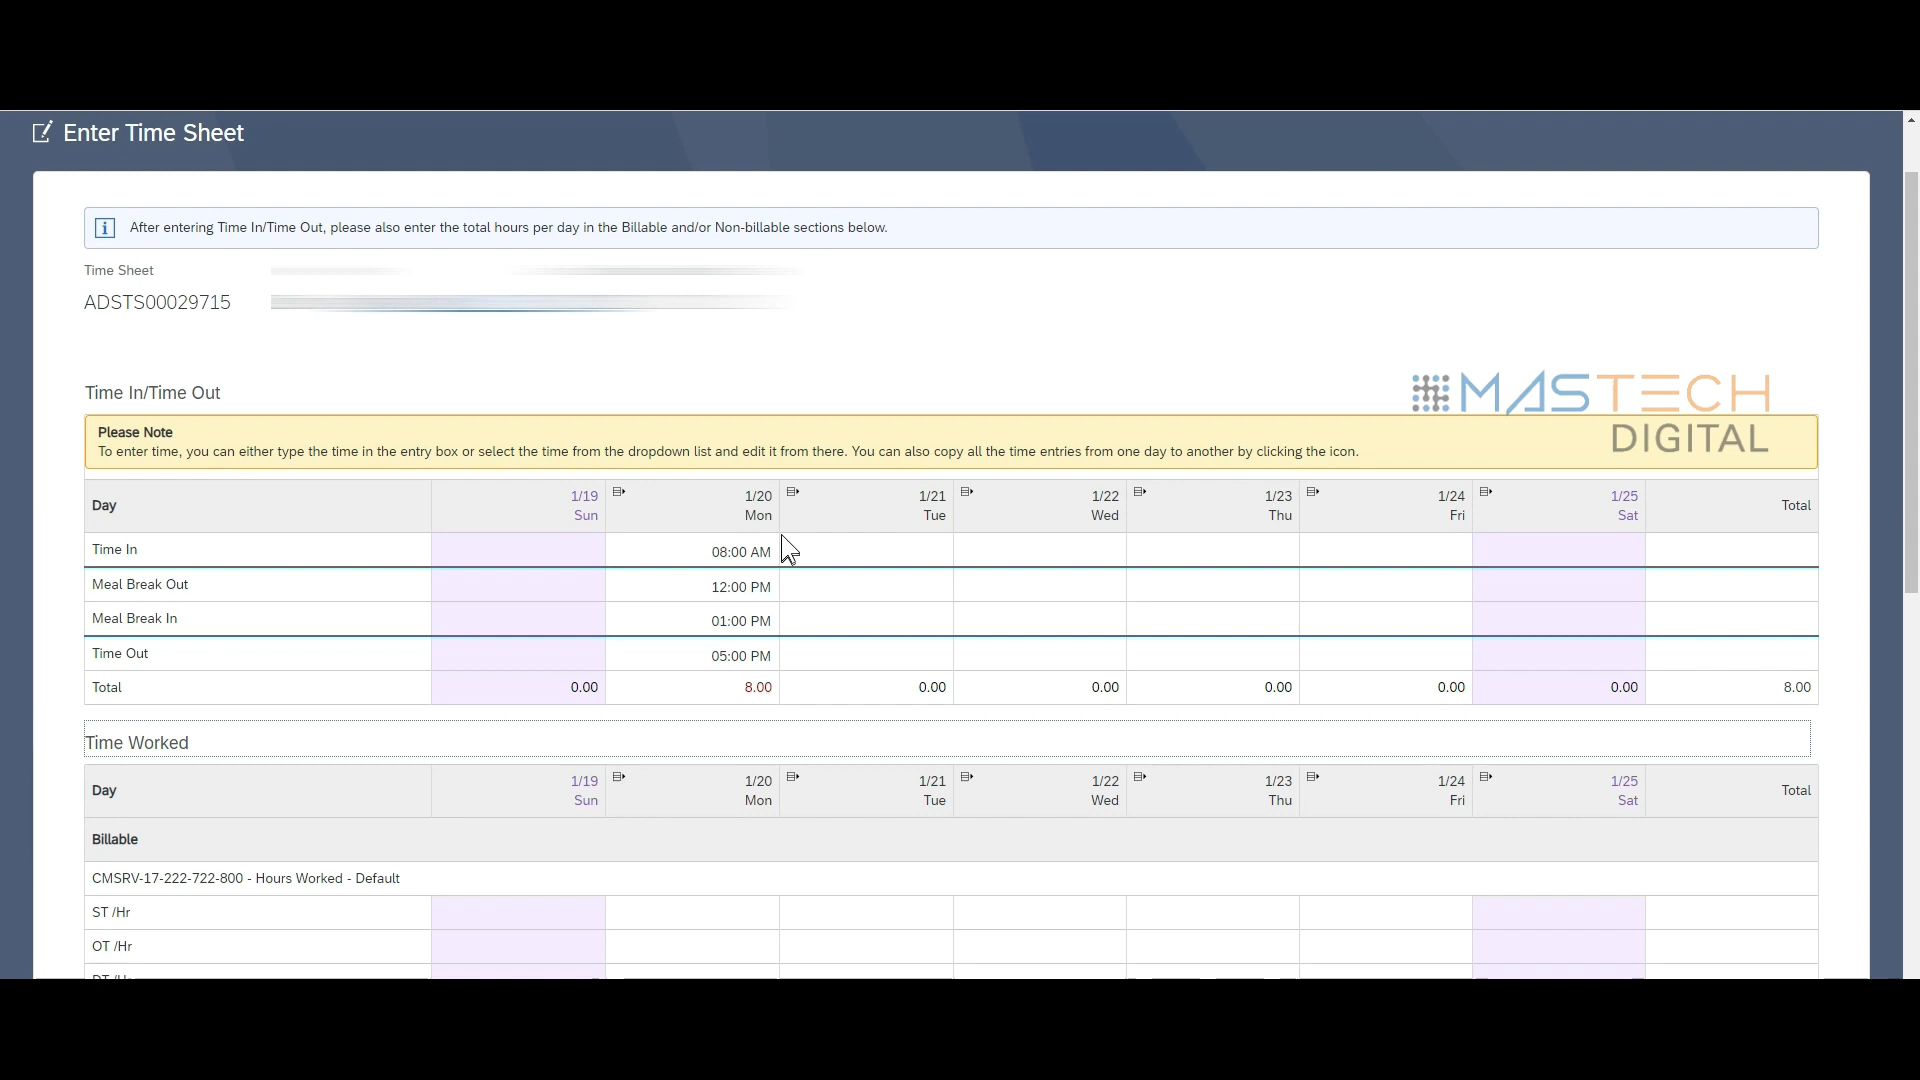 Enter Time Sheet
After entering Time In/Time Out, please also enter the total hours per day in the Billable and/or Non-billable sections below.
Time Sheet
ADSTS00029715
Time In/Time Out
MASTECH
DIGITAL
Please Note
To enter time, you can either type the time in the entry box or select the time from the dropdown list and edit it from there. You can also copy all the time entries from one day to another by clicking the icon.
Day 1/19 Sun 1/20 Mon 1/21 Tue 1/22 Wed 1/23 Thu 1/24 Fri 1/25 Sat Total
Time In 08:00 AM
Meal Break Out 12:00 PM
Meal Break In 01:00 PM
Time Out 05:00 PM
Total 0.00 8.00 0.00 0.00 0.00 0.00 0.00 8.00
Time Worked
Day 1/19 Sun 1/20 Mon 1/21 Tue 1/22 Wed 1/23 Thu 1/24 Fri 1/25 Sat Total
Billable
CMSRV-17-222-722-800 - Hours Worked - Default
ST /Hr
OT /Hr